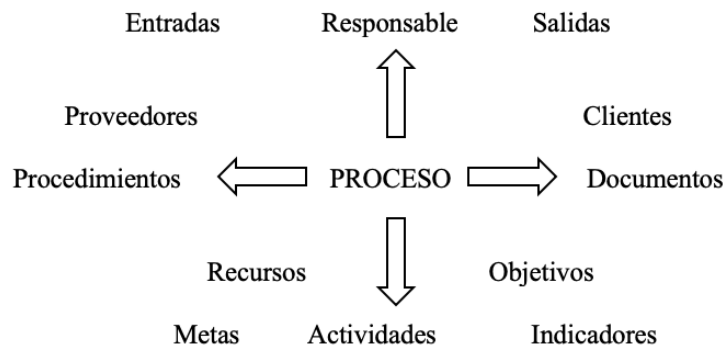 Entradas Responsable Salidas
Proveedores Clientes
Procedimientos PROCESO Documentos
Recursos Objetivos
Metas Actividades Indicadores